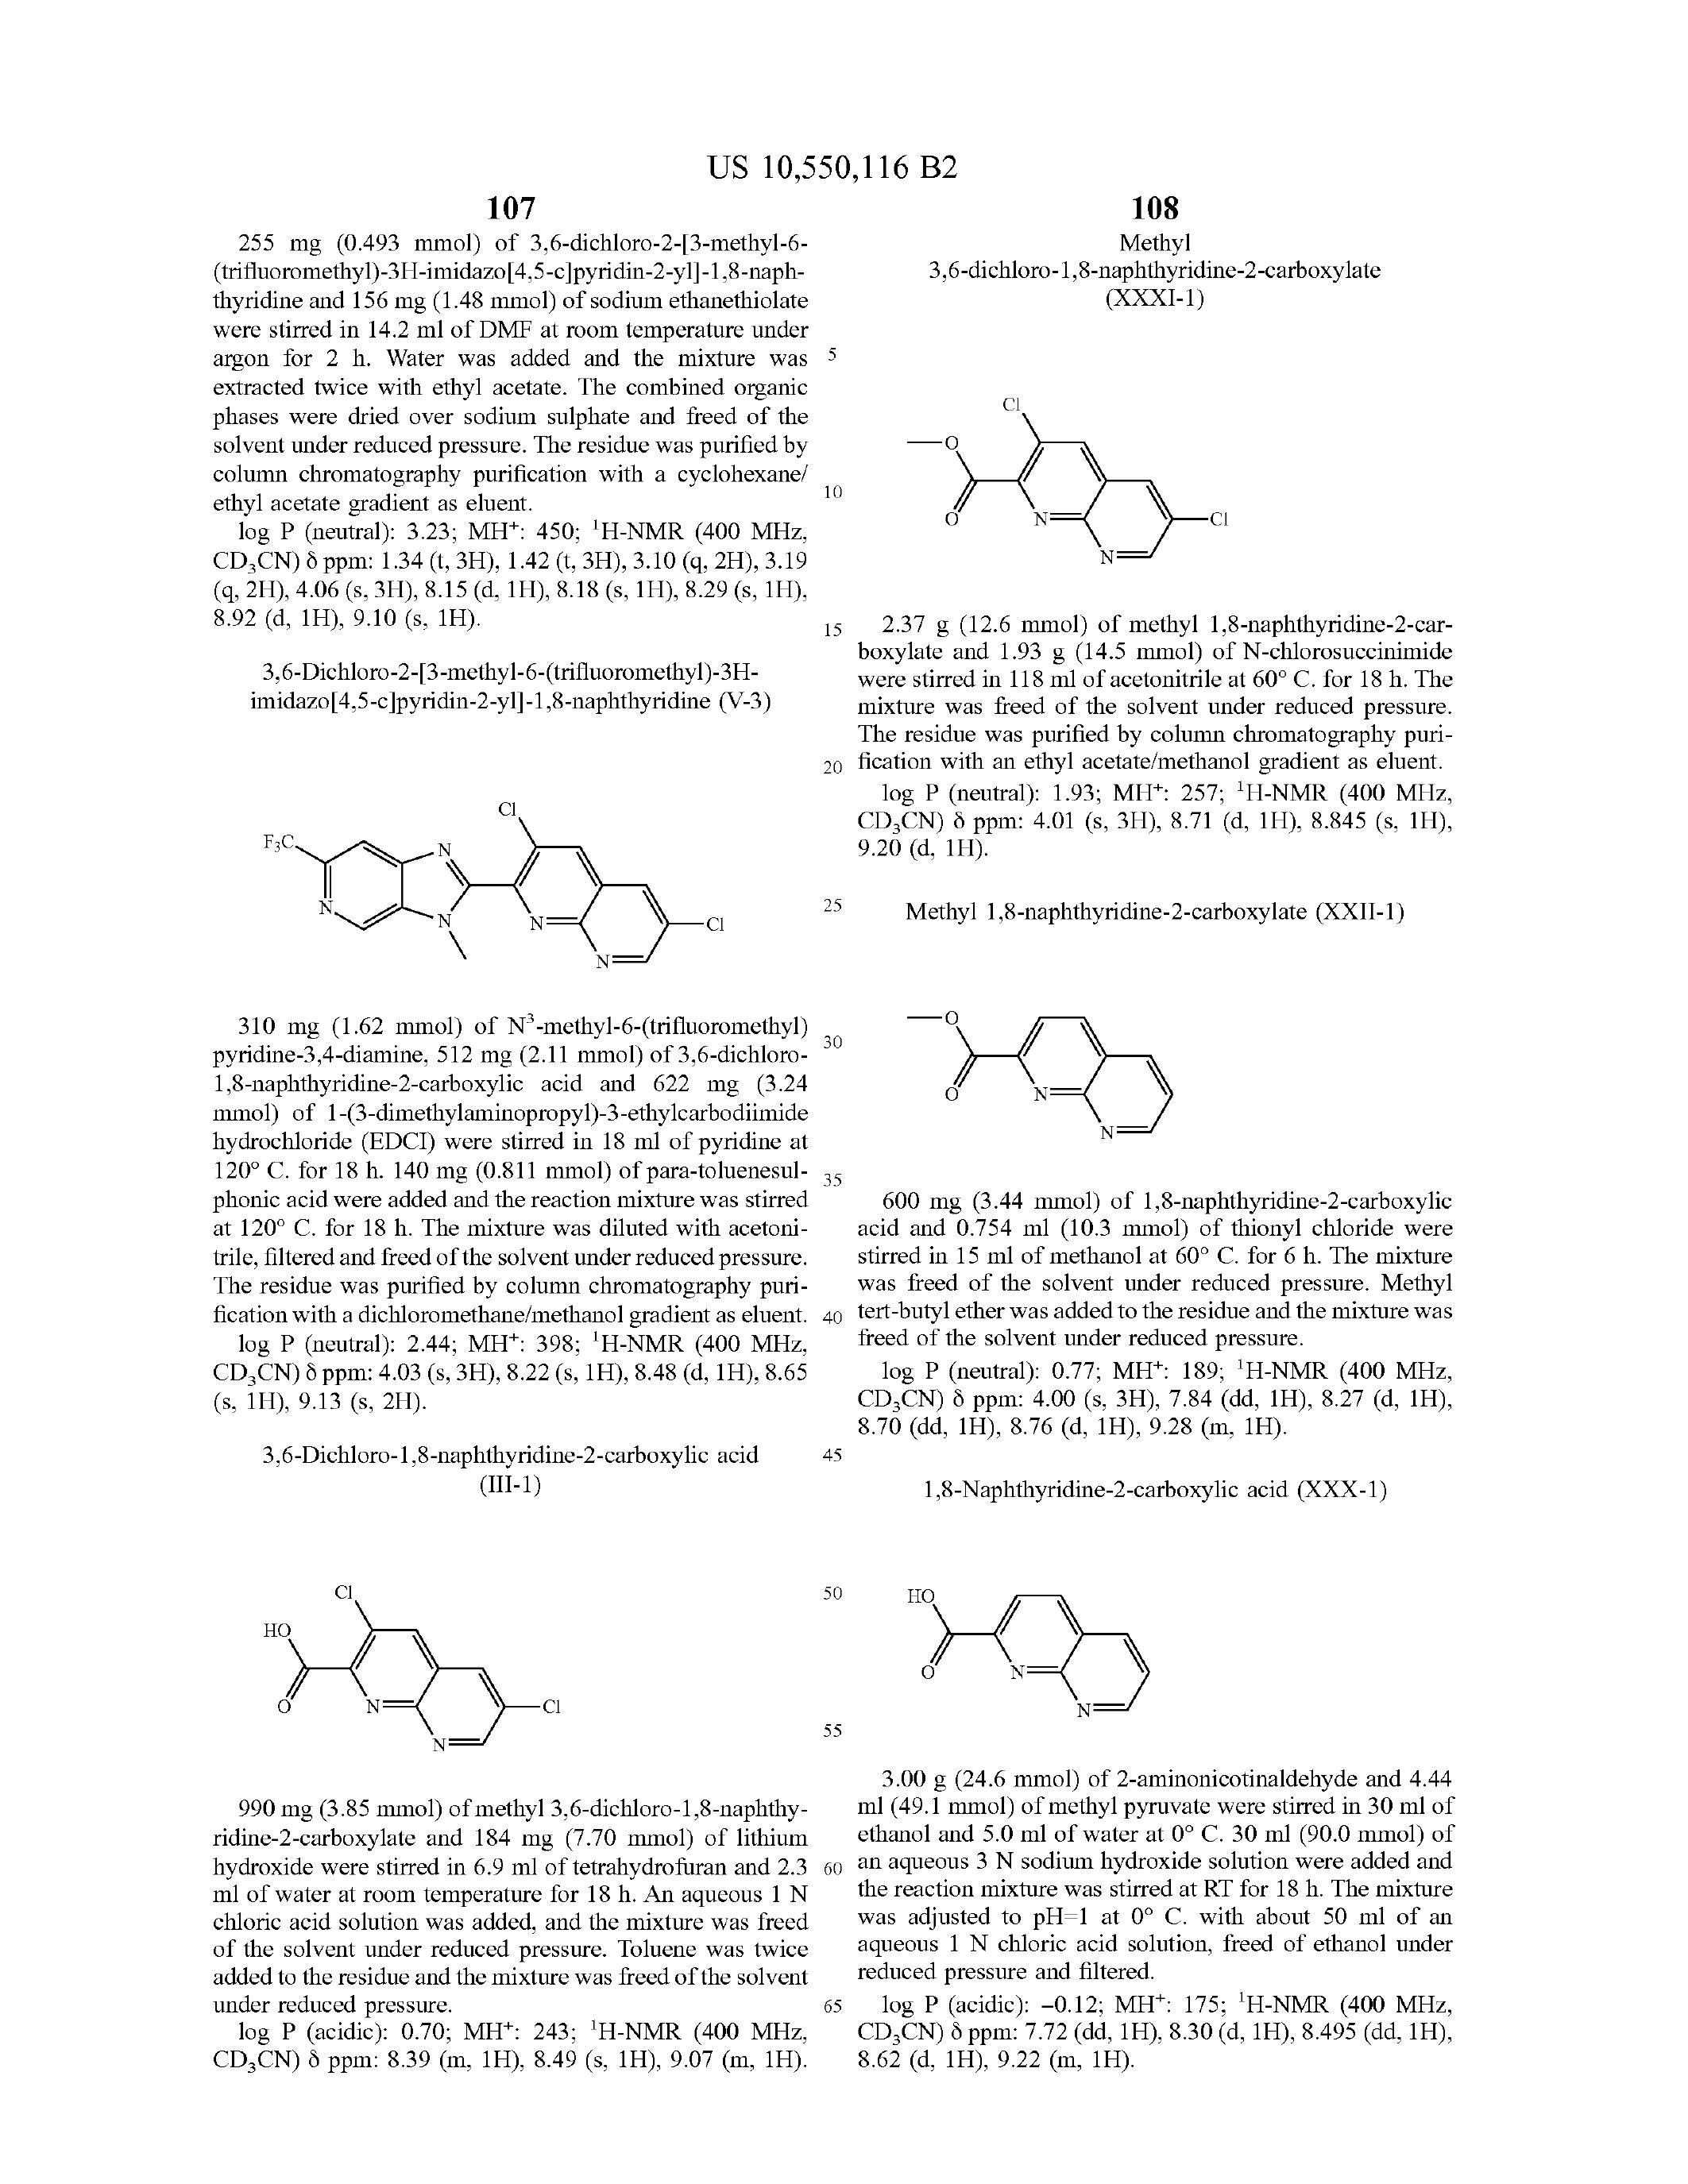 US 10,550,116 B2
107
255 mg (0.493 mmol) of 3,6-dichloro-2-[3-methyl-6-
(trifluoromethyl)-3H-imidazo[4,5-c]pyridin-2-yl]-1,8-naph-
thyridine and 156 mg (1.48 mmol) of sodium ethanethiolate
were stirred in 14.2 ml of DMF at room temperature under
argon for 2 h. Water was added and the mixture was
extracted twice with ethyl acetate. The combined organic
phases were dried over sodium sulphate and freed of the
solvent under reduced pressure. The residue was purified by
column chromatography purification with a cyclohexane/
ethyl acetate gradient as eluent.
log P (neutral): 3.23; MH⁺: 450; ¹H-NMR (400 MHz,
CD₃CN) δ ppm: 1.34 (t, 3H), 1.42 (t, 3H), 3.10 (q, 2H), 3.19
(q, 2H), 4.06 (s, 3H), 8.15 (d, 1H), 8.18 (s, 1H), 8.29 (s, 1H),
8.92 (d, 1H), 9.10 (s, 1H).
3,6-Dichloro-2-[3-methyl-6-(trifluoromethyl)-3H-
imidazo[4,5-c]pyridin-2-yl]-1,8-naphthyridine (V-3)
Cl
F₃C
N
N
N
N
Cl
N
310 mg (1.62 mmol) of N³-methyl-6-(trifluoromethyl)
pyridine-3,4-diamine, 512 mg (2.11 mmol) of 3,6-dichloro-
1,8-naphthyridine-2-carboxylic acid and 622 mg (3.24
mmol) of 1-(3-dimethylaminopropyl)-3-ethylcarbodiimide
hydrochloride (EDCI) were stirred in 18 ml of pyridine at
120° C. for 18 h. 140 mg (0.811 mmol) of para-toluenesul-
phonic acid were added and the reaction mixture was stirred
at 120° C. for 18 h. The mixture was diluted with acetoni-
trile, filtered and freed of the solvent under reduced pressure.
The residue was purified by column chromatography puri-
fication with a dichloromethane/methanol gradient as eluent.
log P (neutral): 2.44; MH⁺: 398; ¹H-NMR (400 MHz,
CD₃CN) δ ppm: 4.03 (s, 3H), 8.22 (s, 1H), 8.48 (d, 1H), 8.65
(s, 1H), 9.13 (s, 2H).
3,6-Dichloro-1,8-naphthyridine-2-carboxylic acid
(III-1)
Cl
HO
O
N
Cl
N
990 mg (3.85 mmol) of methyl 3,6-dichloro-1,8-naphthy-
ridine-2-carboxylate and 184 mg (7.70 mmol) of lithium
hydroxide were stirred in 6.9 ml of tetrahydrofuran and 2.3
ml of water at room temperature for 18 h. An aqueous 1 N
chloric acid solution was added, and the mixture was freed
of the solvent under reduced pressure. Toluene was twice
added to the residue and the mixture was freed of the solvent
under reduced pressure.
log P (acidic): 0.70; MH⁺: 243; ¹H-NMR (400 MHz,
CD₃CN) δ ppm: 8.39 (m, 1H), 8.49 (s, 1H), 9.07 (m, 1H).
5
10
15
20
25
30
35
40
45
50
55
60
65
108
Methyl
3,6-dichloro-1,8-naphthyridine-2-carboxylate
(XXXI-1)
Cl
O
O
N
Cl
N
2.37 g (12.6 mmol) of methyl 1,8-naphthyridine-2-car-
boxylate and 1.93 g (14.5 mmol) of N-chlorosuccinimide
were stirred in 118 ml of acetonitrile at 60° C. for 18 h. The
mixture was freed of the solvent under reduced pressure.
The residue was purified by column chromatography puri-
fication with an ethyl acetate/methanol gradient as eluent.
log P (neutral): 1.93; MH⁺: 257; ¹H-NMR (400 MHz,
CD₃CN) δ ppm: 4.01 (s, 3H), 8.71 (d, 1H), 8.845 (s, 1H),
9.20 (d, 1H).
Methyl 1,8-naphthyridine-2-carboxylate (XXII-1)
O
O
N
N
600 mg (3.44 mmol) of 1,8-naphthyridine-2-carboxylic
acid and 0.754 ml (10.3 mmol) of thionyl chloride were
stirred in 15 ml of methanol at 60° C. for 6 h. The mixture
was freed of the solvent under reduced pressure. Methyl
tert-butyl ether was added to the residue and the mixture was
freed of the solvent under reduced pressure.
log P (neutral): 0.77; MH⁺: 189; ¹H-NMR (400 MHz,
CD₃CN) δ ppm: 4.00 (s, 3H), 7.84 (dd, 1H), 8.27 (d, 1H),
8.70 (dd, 1H), 8.76 (d, 1H), 9.28 (m, 1H).
1,8-Naphthyridine-2-carboxylic acid (XXX-1)
HO
O
N
N
3.00 g (24.6 mmol) of 2-aminonicotinaldehyde and 4.44
ml (49.1 mmol) of methyl pyruvate were stirred in 30 ml of
ethanol and 5.0 ml of water at 0° C. 30 ml (90.0 mmol) of
an aqueous 3 N sodium hydroxide solution were added and
the reaction mixture was stirred at RT for 18 h. The mixture
was adjusted to pH=1 at 0° C. with about 50 ml of an
aqueous 1 N chloric acid solution, freed of ethanol under
reduced pressure and filtered.
log P (acidic): −0.12; MH⁺: 175; ¹H-NMR (400 MHz,
CD₃CN) δ ppm: 7.72 (dd, 1H), 8.30 (d, 1H), 8.495 (dd, 1H),
8.62 (d, 1H), 9.22 (m, 1H).